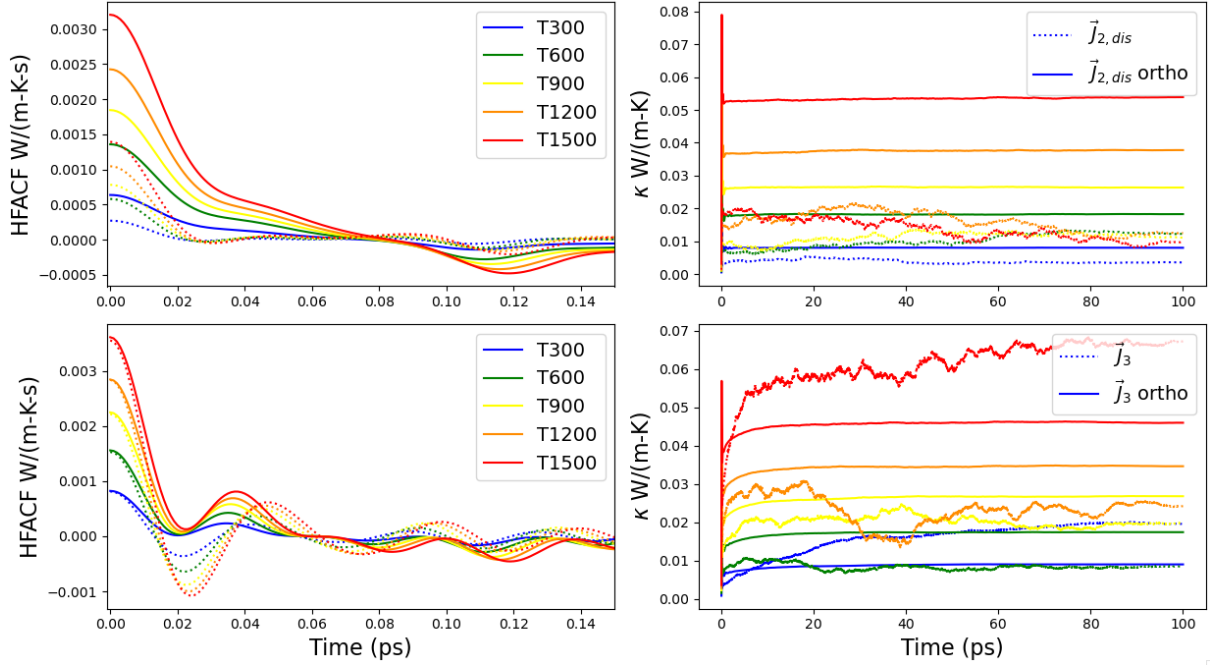 HFACF W/(m-K-s)
0.0030
0.0025
0.0020
0.0015
0.0010
0.0005
0.0000
−0.0005
0.00 0.02 0.04 0.06 0.08 0.10 0.12 0.14
T300
T600
T900
T1200
T1500
κ W/(m-K)
0.08
0.07
0.06
0.05
0.04
0.03
0.02
0.01
0.00
0 20 40 60 80 100
J⃗2,dis
J⃗2,dis ortho
HFACF W/(m-K-s)
0.003
0.002
0.001
0.000
−0.001
0.00 0.02 0.04 0.06 0.08 0.10 0.12 0.14
Time (ps)
T300
T600
T900
T1200
T1500
κ W/(m-K)
0.07
0.06
0.05
0.04
0.03
0.02
0.01
0.00
0 20 40 60 80 100
Time (ps)
J⃗3
J⃗3 ortho